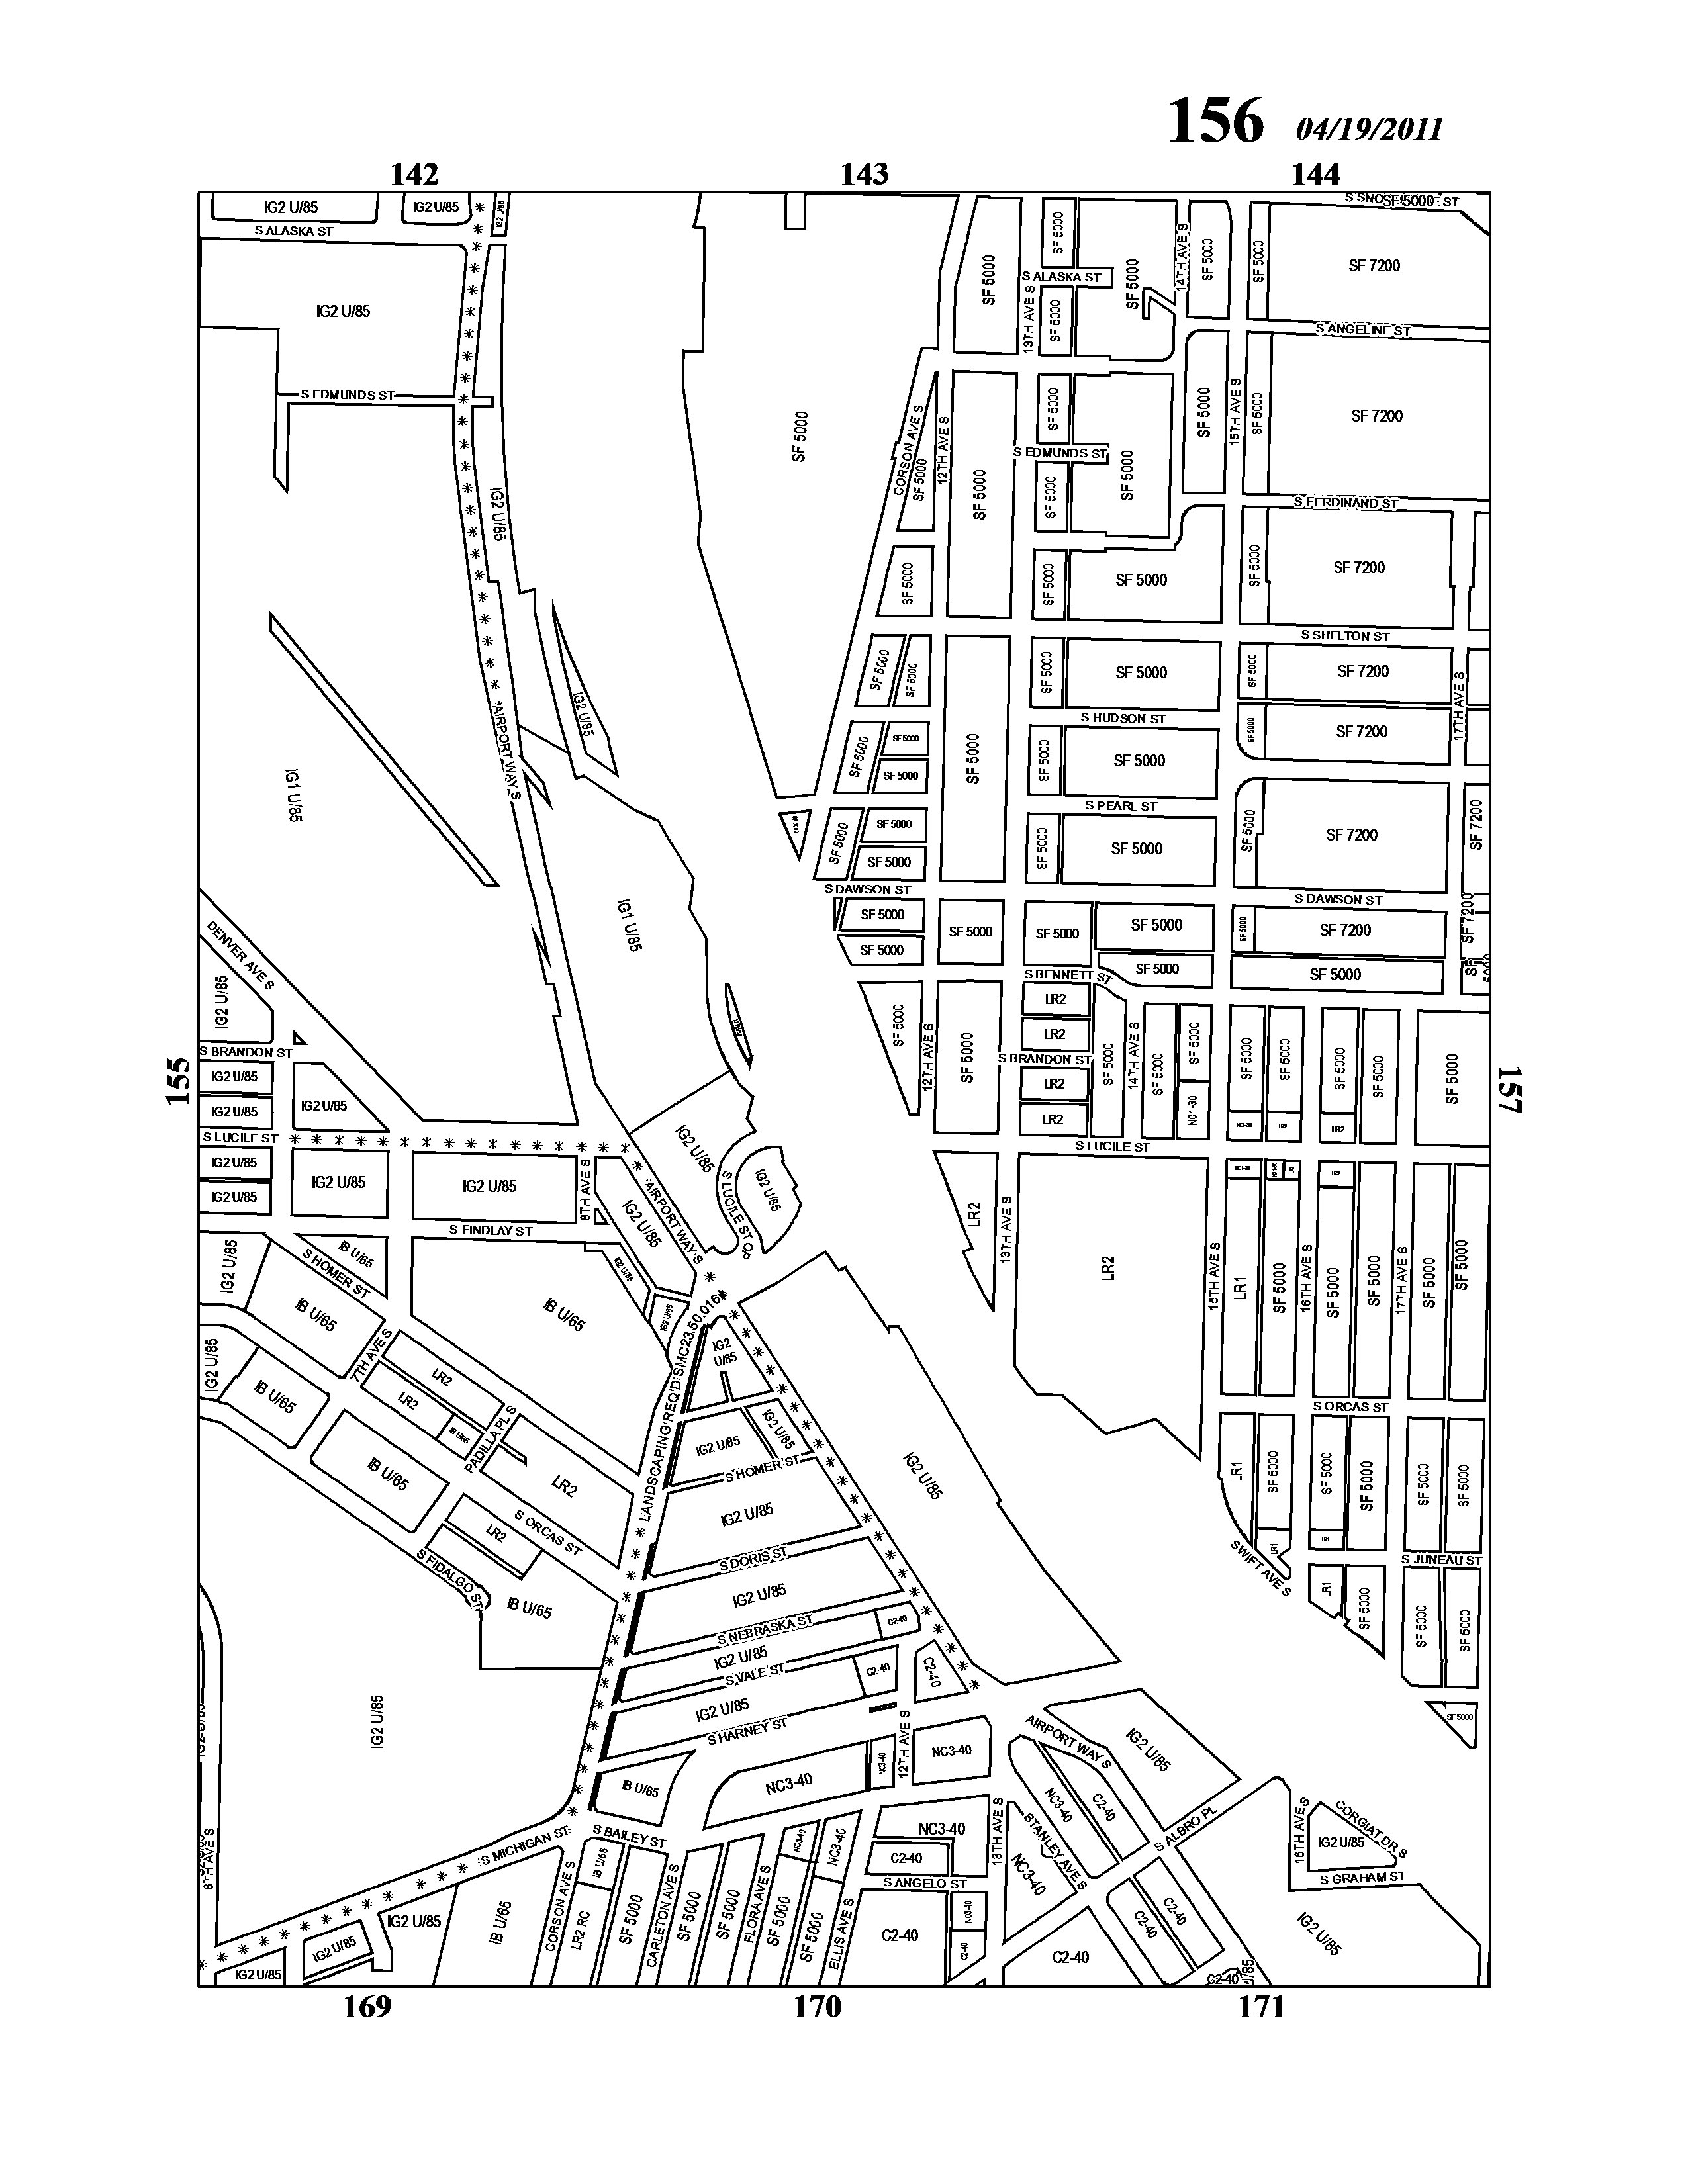 156 04/19/2011
142 143 144
IG2 U/85
IG2 U/85
IG2 U/85
S ALASKA ST
IG2 U/85
S EDMUNDS ST
IG2 U/85
IG2 U/85
AIRPORT WAY S
IG1 U/85
IG1 U/85
SF 5000
CORSON AVE S
SF 5000
12TH AVE S
SF 5000
SF 5000
13TH AVE S
SF 5000
S ALASKA ST
SF 5000
SF 5000
14TH AVE S
SF 5000
SF 5000
SF 5000
SF 7200
S ANGELINE ST
SF 5000
S EDMUNDS ST
SF 5000
SF 5000
SF 5000
15TH AVE S
SF 5000
SF 7200
S FERDINAND ST
SF 5000
SF 5000
SF 5000
SF 5000
SF 7200
S SHELTON ST
SF 5000
SF 5000
SF 5000
SF 5000
SF 5000
SF 7200
17TH AVE S
S HUDSON ST
SF 5000
SF 5000
SF 5000
SF 5000
SF 5000
SF 5000
SF 5000
SF 7200
S PEARL ST
SF 5000
SF 5000
SF 5000
SF 5000
SF 5000
SF 5000
SF 7200
SF 7200
S DAWSON ST
S DAWSON ST
SF 5000
SF 5000
SF 5000
SF 5000
SF 5000
SF 5000
SF 7200
SF 7200
SF 5000
SF 5000
S BENNETT ST
DENVER AVE S
IG2 U/85
S BRANDON ST
155
157
IG2 U/85
IG2 U/85
IG2 U/85
S LUCILE ST
IG2 U/85
IG2 U/85
IG2 U/85
IG2 U/85
8TH AVE S
S FINDLAY ST
IG2 U/85
AIRPORT WAY S
IG2 U/85
S LUCILE ST OP
IG2 U/85
SF 5000
12TH AVE S
SF 5000
LR2
LR2
S BRANDON ST
LR2
LR2
SF 5000
14TH AVE S
SF 5000
SF 5000
NC1-30
SF 5000
SF 5000
SF 5000
LR2
SF 5000
SF 5000
S LUCILE ST
LR2
13TH AVE S
LR2
15TH AVE S
LR1
SF 5000
16TH AVE S
SF 5000
SF 5000
17TH AVE S
SF 5000
SF 5000
S ORCAS ST
LR1
SF 5000
LR1
SF 5000
SF 5000
SF 5000
SF 5000
S JUNEAU ST
SWIFT AVE S
LR1
SF 5000
SF 5000
SF 5000
SF 5000
IG2 U/85
S HOMER ST
IB U/65
IB U/65
IB U/65
IG2 U/85
IG2 U/85
IG2 U/85
IB U/65
7TH AVE S
LR2
LR2
IB U/65
PADILLA PL S
LR2
IB U/65
S ORCAS ST
LR2
S FIDALGO ST
IB U/65
IG2 U/85
LANDSCAPING REQ'D SMC23.50.016
IG2 U/85
IG2 U/85
IG2 U/85
S HOMER ST
IG2 U/85
IG2 U/85
S DORIS ST
IG2 U/85
S NEBRASKA ST
C2-40
IG2 U/85
S VALE ST
C2-40
C2-40
IG2 U/85
S HARNEY ST
12TH AVE S
IB U/65
NC3-40
NC3-40
NC3-40
AIRPORT WAY S
IG2 U/85
NC3-40
C2-40
S ALBRO PL
16TH AVE S
CORGIAT DR S
IG2 U/85
S GRAHAM ST
IG2 U/85
6TH AVE S
S MICHIGAN ST
S BAILEY ST
IG2 U/85
IG2 U/85
IG2 U/85
IB U/65
CORSON AVE S
IB U/65
LR2 RC
SF 5000
CARLETON AVE S
SF 5000
SF 5000
FLORA AVE S
NC3-40
SF 5000
NC3-40
SF 5000
ELLIS AVE S
NC3-40
C2-40
S ANGELO ST
C2-40
NC3-40
C2-40
13TH AVE S
STANLEY AVE S
NC3-40
C2-40
C2-40
C2-40
C2-40
169 170 171